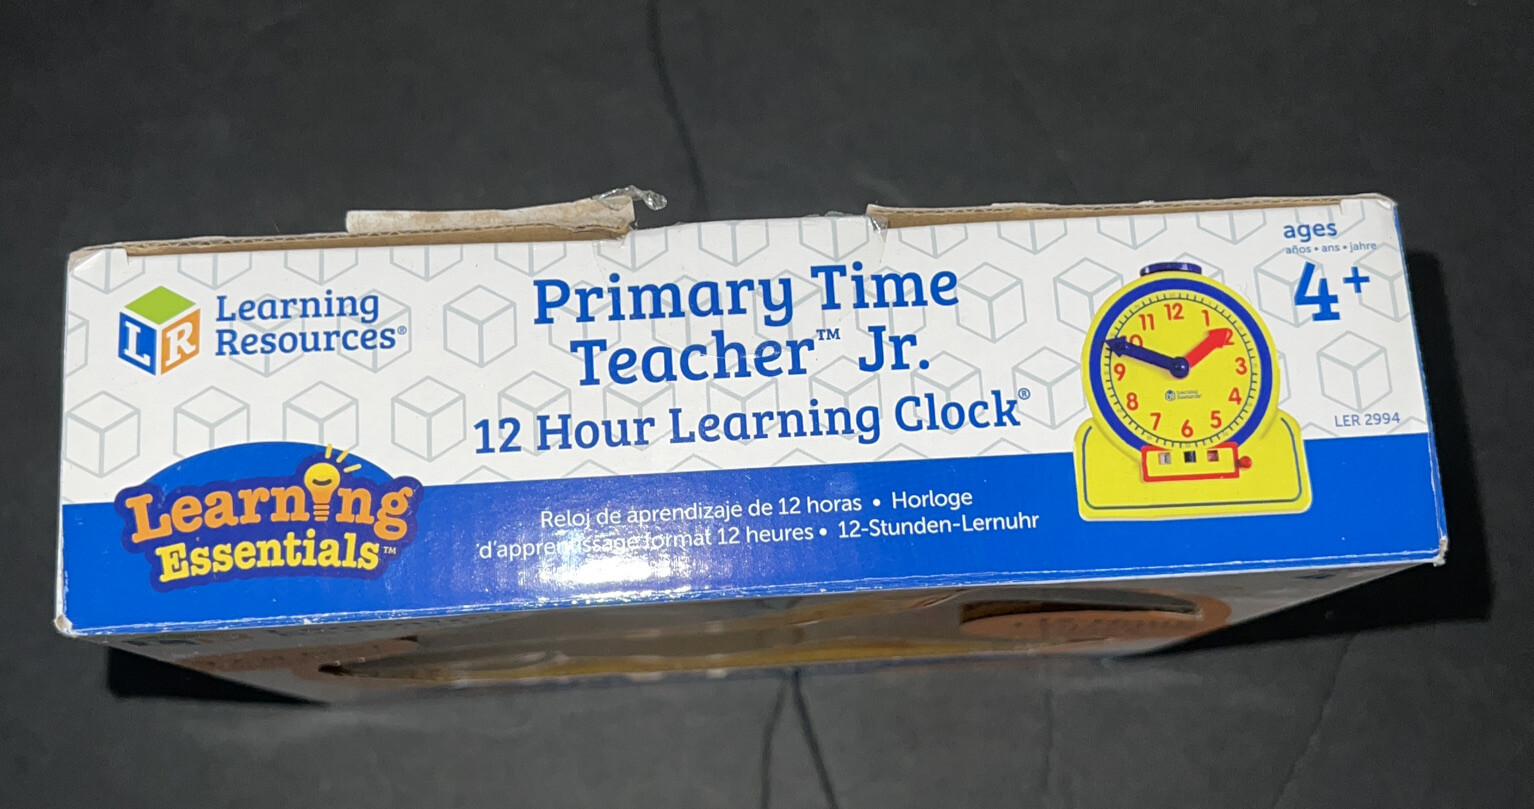 Learning
Resources®
LR
Primary Time
Teacher™ Jr.
12 Hour Learning Clock®
ages
años • ans • jahre
4+
12
1
2
3
4
5
6
7
8
9
11
LER 2994
Learning
Essentials™
Reloj de aprendizaje de 12 horas • Horloge
d'apprentissage format 12 heures • 12-Stunden-Lernuhr